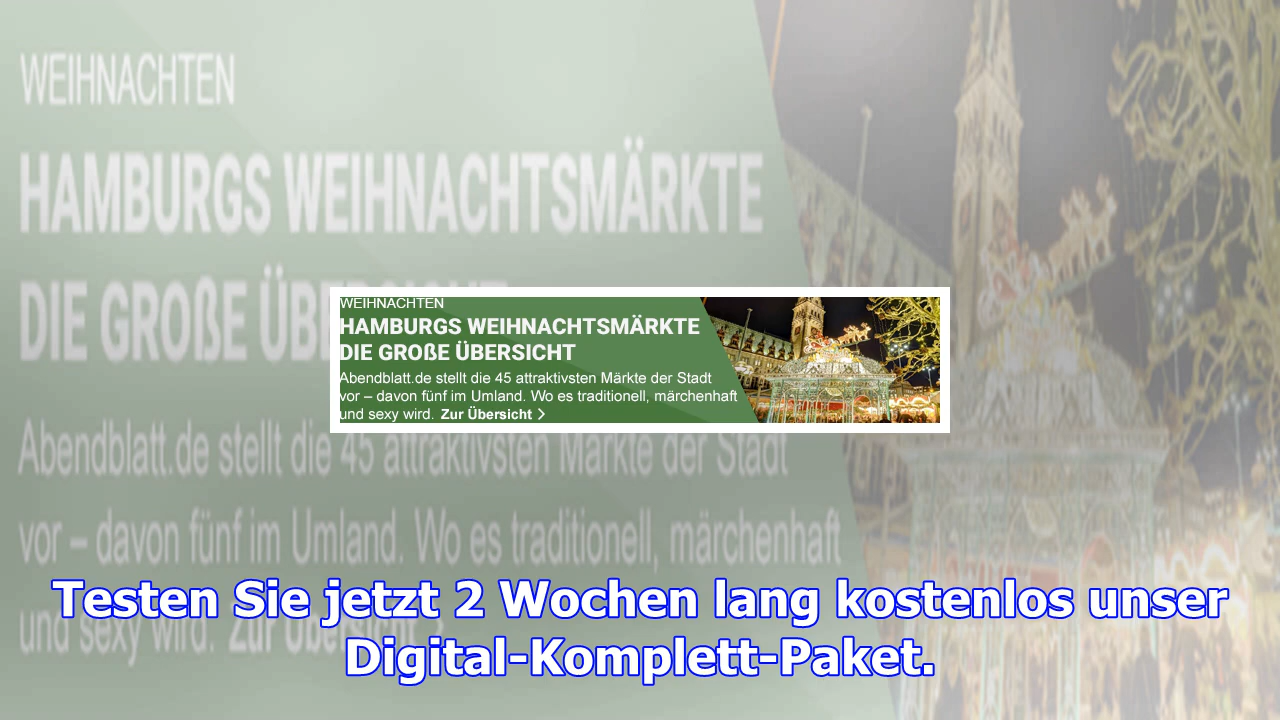 WEIHNACHTEN
HAMBURGS WEIHNACHTSMÄRKTE
DIE GROßE ÜBERSICHT
Abendblatt.de stellt die 45 attraktivsten Märkte der Stadt
vor – davon fünf im Umland. Wo es traditionell, märchenhaft
und sexy wird. Zur Übersicht >
Testen Sie jetzt 2 Wochen lang kostenlos unser
Digital-Komplett-Paket.